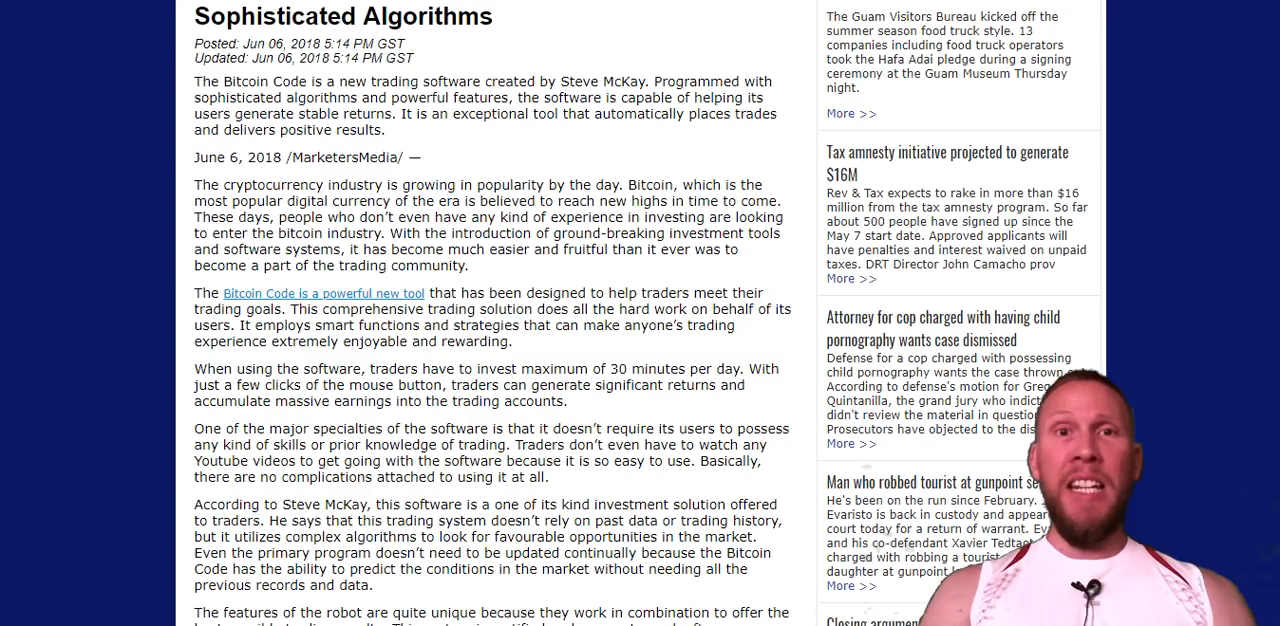 Sophisticated Algorithms
Posted: Jun 06, 2018 5:14 PM GST
Updated: Jun 06, 2018 5:14 PM GST
The Bitcoin Code is a new trading software created by Steve McKay. Programmed with
sophisticated algorithms and powerful features, the software is capable of helping its
users generate stable returns. It is an exceptional tool that automatically places trades
and delivers positive results.
June 6, 2018 /MarketersMedia/ —
The cryptocurrency industry is growing in popularity by the day. Bitcoin, which is the
most popular digital currency of the era is believed to reach new highs in time to come.
These days, people who don’t even have any kind of experience in investing are looking
to enter the bitcoin industry. With the introduction of ground-breaking investment tools
and software systems, it has become much easier and fruitful than it ever was to
become a part of the trading community.
The Bitcoin Code is a powerful new tool that has been designed to help traders meet their
trading goals. This comprehensive trading solution does all the hard work on behalf of its
users. It employs smart functions and strategies that can make anyone’s trading
experience extremely enjoyable and rewarding.
When using the software, traders have to invest maximum of 30 minutes per day. With
just a few clicks of the mouse button, traders can generate significant returns and
accumulate massive earnings into the trading accounts.
One of the major specialties of the software is that it doesn’t require its users to possess
any kind of skills or prior knowledge of trading. Traders don’t even have to watch any
Youtube videos to get going with the software because it is so easy to use. Basically,
there are no complications attached to using it at all.
According to Steve McKay, this software is a one of its kind investment solution offered
to traders. He says that this trading system doesn’t rely on past data or trading history,
but it utilizes complex algorithms to look for favourable opportunities in the market.
Even the primary program doesn’t need to be updated continually because the Bitcoin
Code has the ability to predict the conditions in the market without needing all the
previous records and data.
The features of the robot are quite unique because they work in combination to offer the
The Guam Visitors Bureau kicked off the
summer season food truck style. 13
companies including food truck operators
took the Hafa Adai pledge during a signing
ceremony at the Guam Museum Thursday
night.
More >>
Tax amnesty initiative projected to generate
$16M
Rev & Tax expects to rake in more than $16
million from the tax amnesty program. So far
about 500 people have signed up since the
May 7 start date. Approved applicants will
have penalties and interest waived on unpaid
taxes. DRT Director John Camacho prov
More >>
Attorney for cop charged with having child
pornography wants case dismissed
Defense for a cop charged with possessing
child pornography wants the case thrown
According to defense's motion for
Quintanilla, the grand jury who
didn't review the material in
Prosecutors have objected to the
More >>
Man who robbed tourist at gunpoint
He's been on the run since February.
Evaristo is back in custody and
court today for a return of warrant.
and his co-defendant Xavier
charged with robbing a
daughter at gunpoint
More >>
Closing